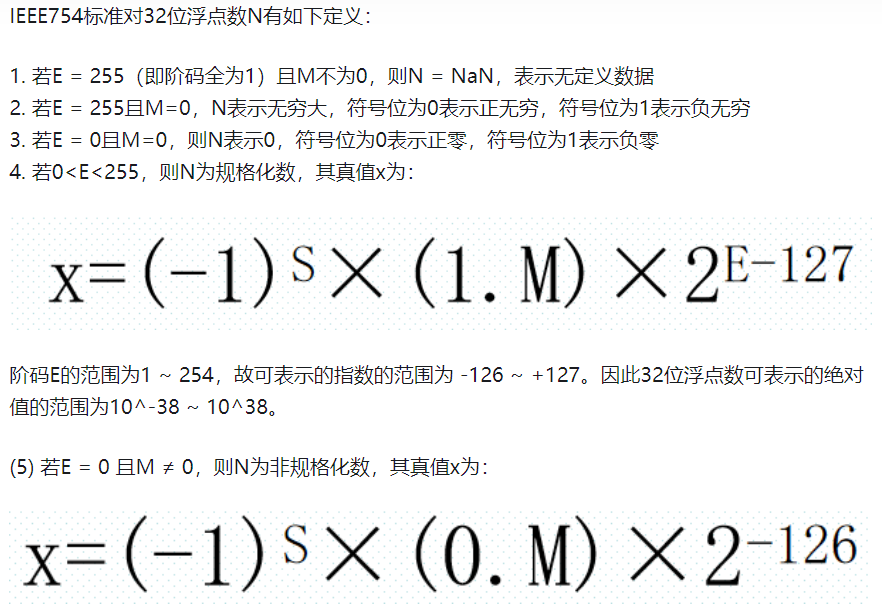 IEEE754标准对32位浮点数N有如下定义：
1. 若E = 255（即阶码全为1）且M不为0，则N = NaN，表示无定义数据
2. 若E = 255且M=0，N表示无穷大，符号位为0表示正无穷，符号位为1表示负无穷
3. 若E = 0且M=0，则N表示0，符号位为0表示正零，符号位为1表示负零
4. 若0<E<255，则N为规格化数，其真值x为：
x=(−1)^S×(1.M)×2^E−127
阶码E的范围为1 ~ 254，故可表示的指数的范围为 -126 ~ +127。因此32位浮点数可表示的绝对
值的范围为10^-38 ~ 10^38。
(5) 若E = 0 且M ≠ 0，则N为非规格化数，其真值x为：
x=(−1)^S×(0.M)×2^−126